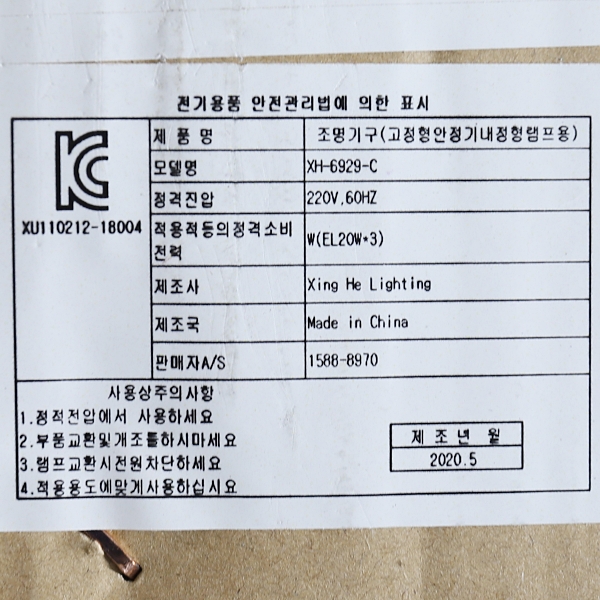 전기용품 안전관리법에 의한 표시
KC
XU110212-18004
제 품 명 조명기구(고정형안정기내정형램프용)
모델명 XH-6929-C
정격진압 220V,60HZ
적용적등의정격소비
전력 W(EL20W*3)
제조사 Xing He Lighting
제조국 Made in China
판매자A/S 1588-8970
사용상주의사항
1.정적전압에서 사용하세요
2.부품교환및개조틀하시마세요
3.램프교환시전원차단하세요
4.적용용도에맞게사용하십시요
제 조 년 월
2020.5